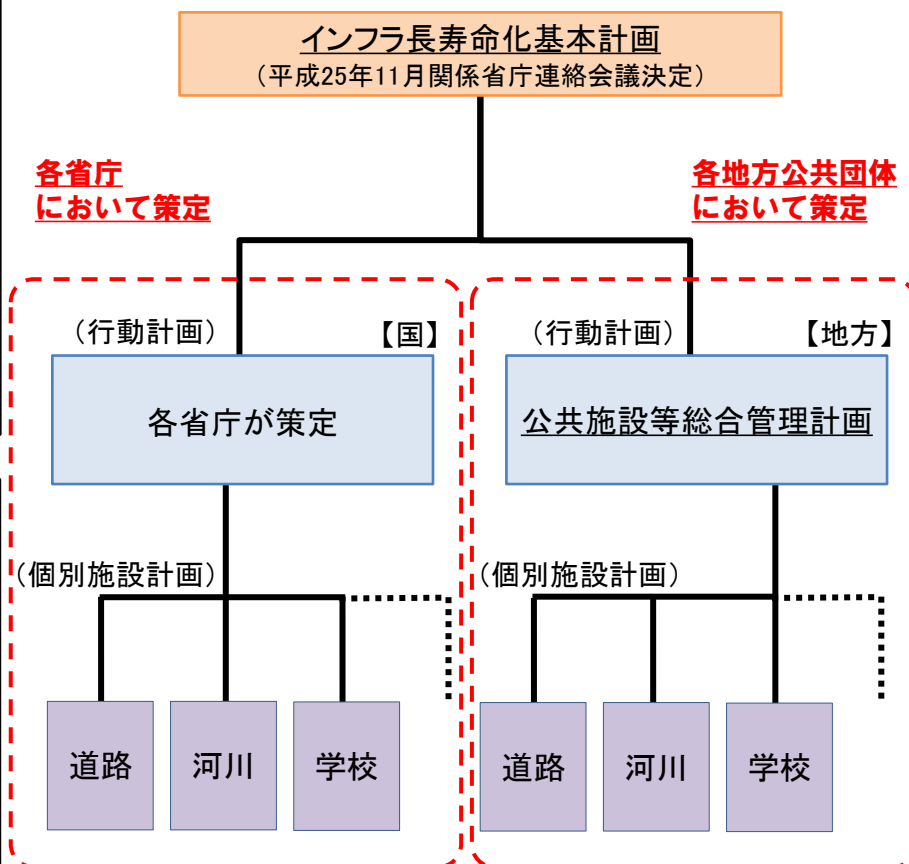 インフラ長寿命化基本計画
（平成25年11月関係省庁連絡会議決定）
各省庁
において策定
各地方公共団体
において策定
（行動計画）
【国】
各省庁が策定
（個別施設計画）
道路
河川
学校
（行動計画）
【地方】
公共施設等総合管理計画
（個別施設計画）
道路
河川
学校